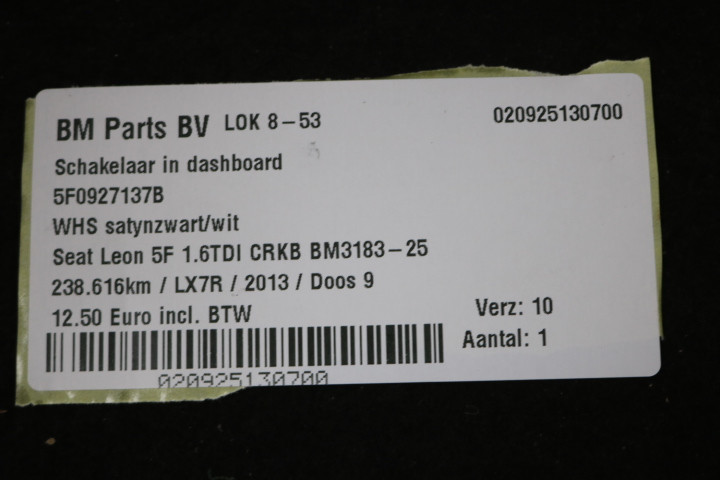 BM Parts BV LOK 8-53 020925130700
Schakelaar in dashboard
5F0927137B
WHS satynzwart/wit
Seat Leon 5F 1.6TDI CRKB BM3183-25
238.616km / LX7R / 2013 / Doos 9
12.50 Euro incl. BTW Verz: 10
Aantal: 1
020925130700